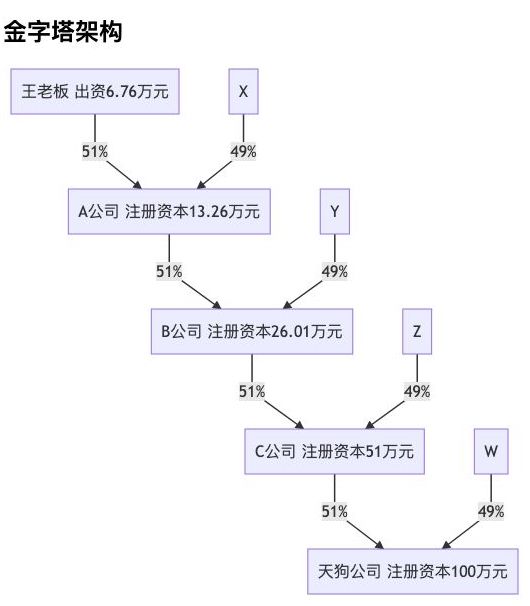 金字塔架构
王老板 出资6.76万元
X
51%
49%
A公司 注册资本13.26万元
Y
51%
49%
B公司 注册资本26.01万元
Z
51%
49%
C公司 注册资本51万元
W
51%
49%
天狗公司 注册资本100万元